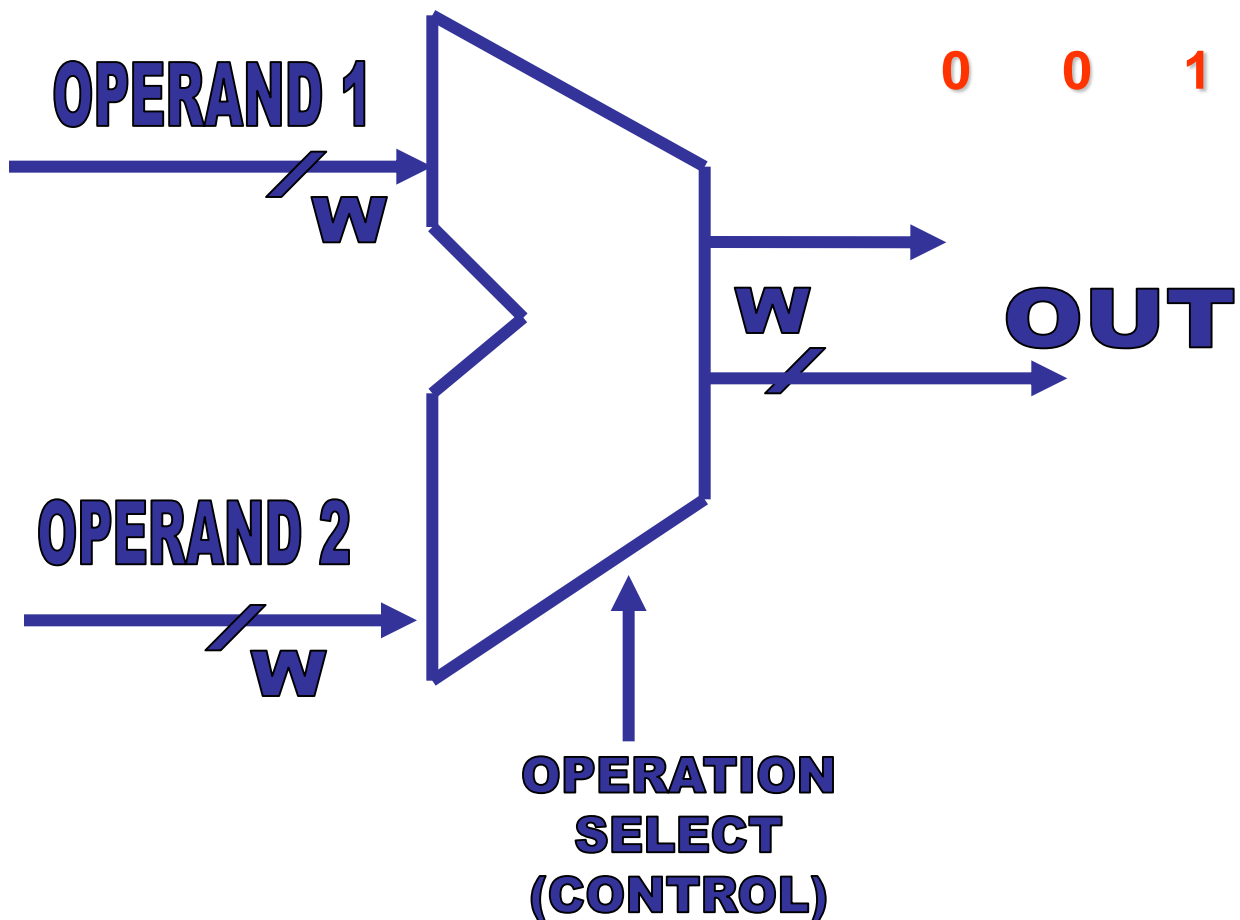 0 0 1
OPERAND 1
W
W
OUT
OPERAND 2
W
OPERATION
SELECT
(CONTROL)